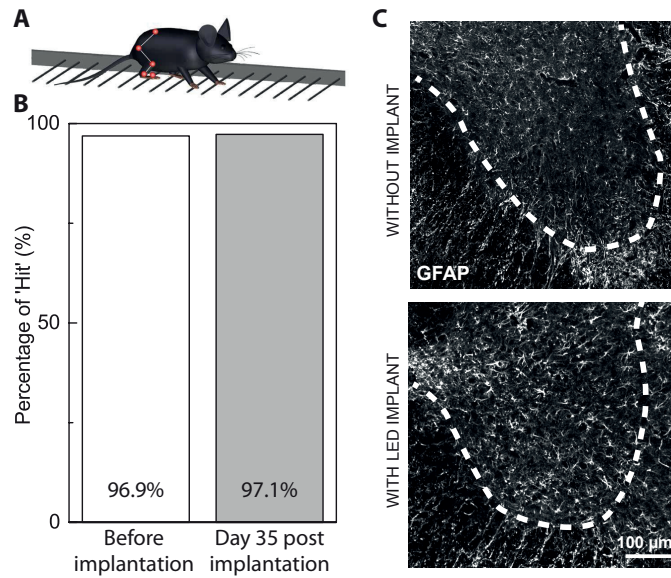 A
B
Percentage of 'Hit' (%)
100
50
0
96.9%
97.1%
Before
implantation
Day 35 post
implantation
C
WITHOUT IMPLANT
GFAP
WITH LED IMPLANT
100 µm